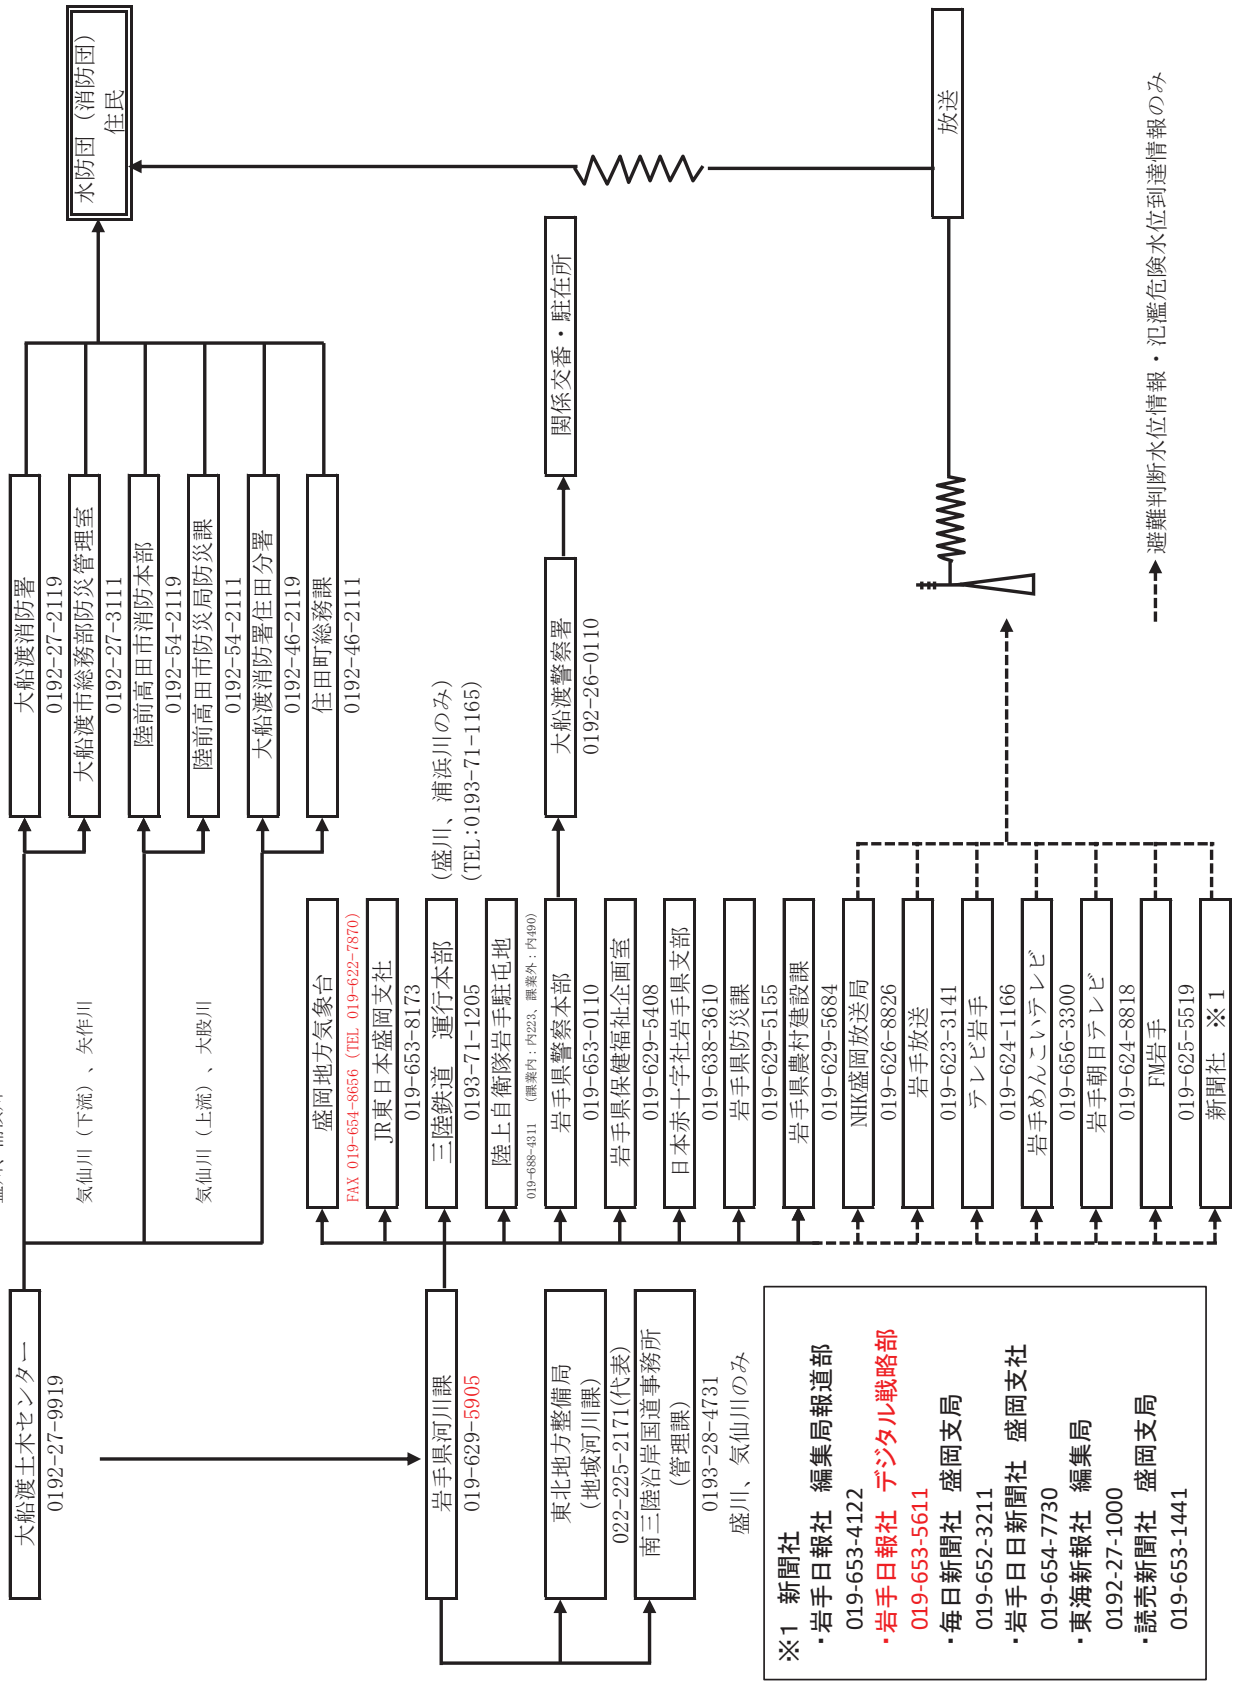 大船渡土木センター
0192-27-9919
気仙川（下流）、矢作川
気仙川（上流）、大股川
大船渡消防署
0192-27-2119
大船渡市総務部防災管理室
0192-27-3111
陸前高田市消防本部
0192-54-2119
陸前高田市防災局防災課
0192-54-2111
大船渡消防署住田分署
0192-46-2119
住田町総務課
0192-46-2111
水防団（消防団）
住民
岩手県河川課
019-629-5905
東北地方整備局
（地域河川課）
022-225-2171(代表)
南三陸沿岸国道事務所
（管理課）
0193-28-4731
盛川、気仙川のみ
盛岡地方気象台
FAX 019-654-8656（TEL 019-622-7870）
JR東日本盛岡支社
019-653-8173
三陸鉄道　運行本部
0193-71-1205
（盛川、浦浜川のみ）
(TEL:0193-71-1165)
陸上自衛隊岩手駐屯地
019-688-4311　（課業内：内223、課業外：内490）
岩手県警察本部
019-653-0110
大船渡警察署
0192-26-0110
関係交番・駐在所
岩手県保健福祉企画室
019-629-5408
日本赤十字社岩手県支部
019-638-3610
岩手県防災課
019-629-5155
岩手県農村建設課
019-629-5684
NHK盛岡放送局
019-626-8826
岩手放送
019-623-3141
テレビ岩手
019-624-1166
岩手めんこいテレビ
019-656-3300
岩手朝日テレビ
019-624-8818
FM岩手
019-625-5519
新聞社　※１
放送
避難判断水位情報・氾濫危険水位到達情報のみ
※1　新聞社
・岩手日報社　編集局報道部
019-653-4122
・岩手日報社　デジタル戦略部
019-653-5611
・毎日新聞社　盛岡支局
019-652-3211
・岩手日日新聞社　盛岡支社
019-654-7730
・東海新報社　編集局
0192-27-1000
・読売新聞社　盛岡支局
019-653-1441